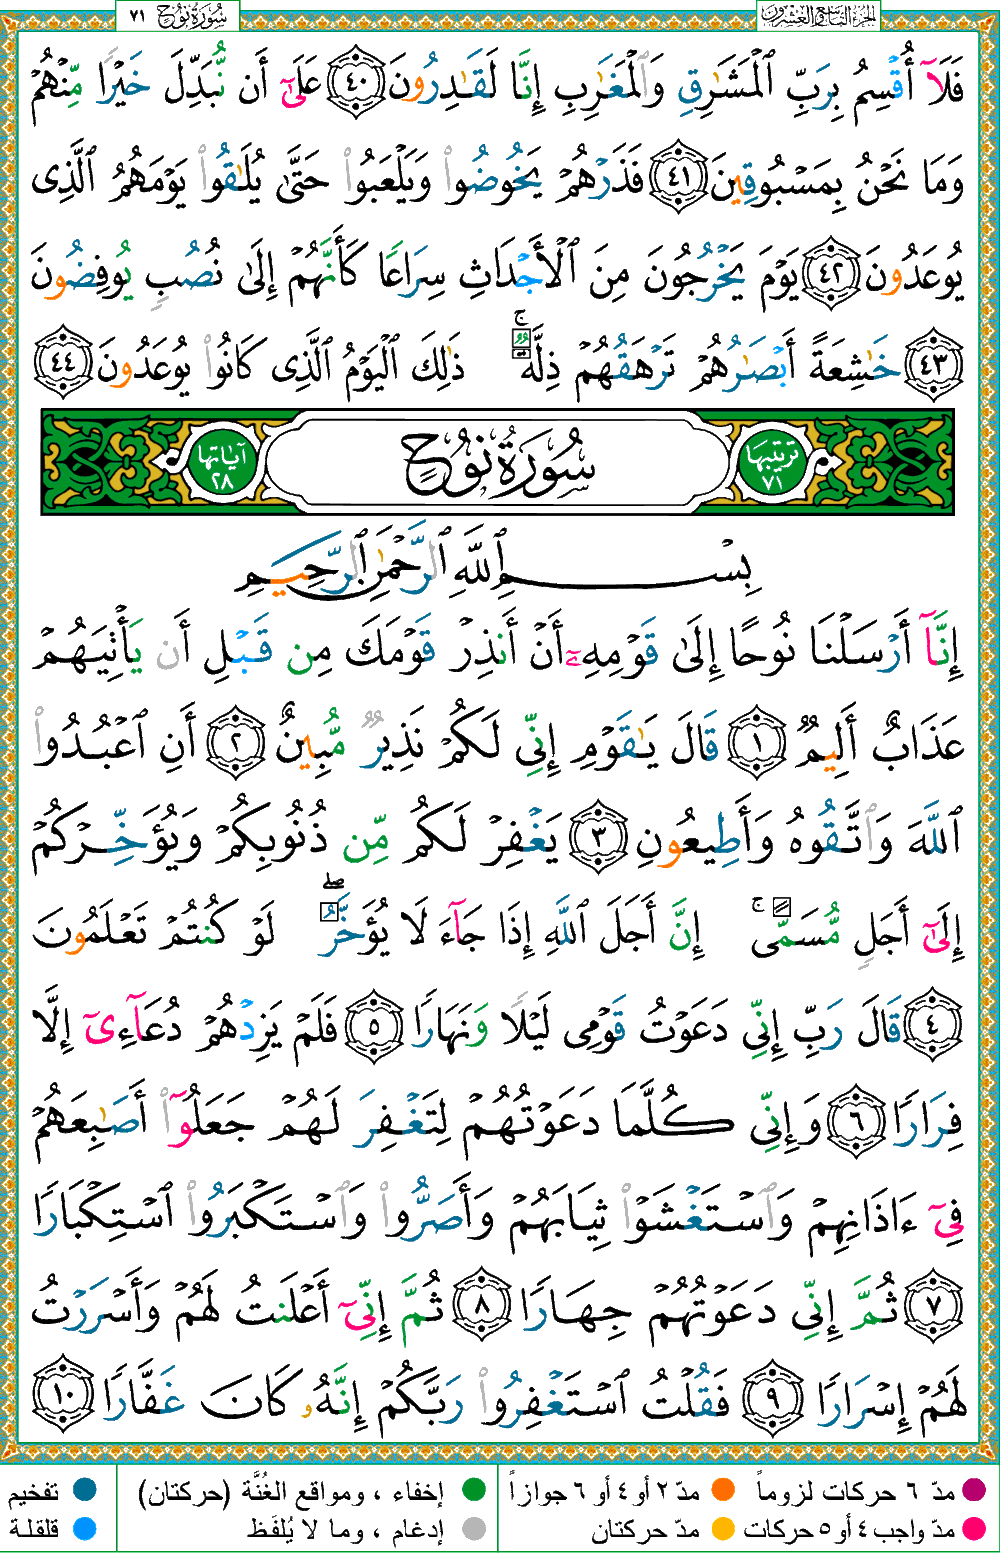 الجزء التاسع والعشرون
سُورَةُ نُوحٍ ٧١
فَلَآ أُقْسِمُ بِرَبِّ ٱلْمَشَٰرِقِ وَٱلْمَغَٰرِبِ إِنَّا لَقَٰدِرُونَ ٤٠ عَلَىٰٓ أَن نُّبَدِّلَ خَيْرًا مِّنْهُمْ
وَمَا نَحْنُ بِمَسْبُوقِينَ ٤١ فَذَرْهُمْ يَخُوضُوا۟ وَيَلْعَبُوا۟ حَتَّىٰ يُلَٰقُوا۟ يَوْمَهُمُ ٱلَّذِى
يُوعَدُونَ ٤٢ يَوْمَ يَخْرُجُونَ مِنَ ٱلْأَجْدَاثِ سِرَاعًا كَأَنَّهُمْ إِلَىٰ نُصُبٍ يُوفِضُونَ
٤٣ خَٰشِعَةً أَبْصَٰرُهُمْ تَرْهَقُهُمْ ذِلَّةٌ ۚ ذَٰلِكَ ٱلْيَوْمُ ٱلَّذِى كَانُوا۟ يُوعَدُونَ ٤٤
ترتيبها ٧١
سُورَةُ نُوحٍ
آياتها ٢٨
بِسْمِ ٱللَّهِ ٱلرَّحْمَٰنِ ٱلرَّحِيمِ
إِنَّآ أَرْسَلْنَا نُوحًا إِلَىٰ قَوْمِهِۦٓ أَنْ أَنذِرْ قَوْمَكَ مِن قَبْلِ أَن يَأْتِيَهُمْ
عَذَابٌ أَلِيمٌ ١ قَالَ يَٰقَوْمِ إِنِّى لَكُمْ نَذِيرٌ مُّبِينٌ ٢ أَنِ ٱعْبُدُوا۟
ٱللَّهَ وَٱتَّقُوهُ وَأَطِيعُونِ ٣ يَغْفِرْ لَكُم مِّن ذُنُوبِكُمْ وَيُؤَخِّرْكُمْ
إِلَىٰٓ أَجَلٍ مُّسَمًّى ۚ إِنَّ أَجَلَ ٱللَّهِ إِذَا جَآءَ لَا يُؤَخَّرُ ۖ لَوْ كُنتُمْ تَعْلَمُونَ
٤ قَالَ رَبِّ إِنِّى دَعَوْتُ قَوْمِى لَيْلًا وَنَهَارًا ٥ فَلَمْ يَزِدْهُمْ دُعَآءِىٓ إِلَّا
فِرَارًا ٦ وَإِنِّى كُلَّمَا دَعَوْتُهُمْ لِتَغْفِرَ لَهُمْ جَعَلُوٓا۟ أَصَٰبِعَهُمْ
فِىٓ ءَاذَانِهِمْ وَٱسْتَغْشَوْا۟ ثِيَابَهُمْ وَأَصَرُّوا۟ وَٱسْتَكْبَرُوا۟ ٱسْتِكْبَارًا
٧ ثُمَّ إِنِّى دَعَوْتُهُمْ جِهَارًا ٨ ثُمَّ إِنِّىٓ أَعْلَنتُ لَهُمْ وَأَسْرَرْتُ
لَهُمْ إِسْرَارًا ٩ فَقُلْتُ ٱسْتَغْفِرُوا۟ رَبَّكُمْ إِنَّهُۥ كَانَ غَفَّارًا ١٠
مدّ ٦ حركات لزوماً مدّ ٢ أو ٤ أو ٦ جوازاً إخفاء ، ومواقع الغُنَّة (حركتان) تفخيم
مدّ واجب ٤ أو ٥ حركات مدّ حركتان إدغام ، وما لا يُلفَظ قلقلة